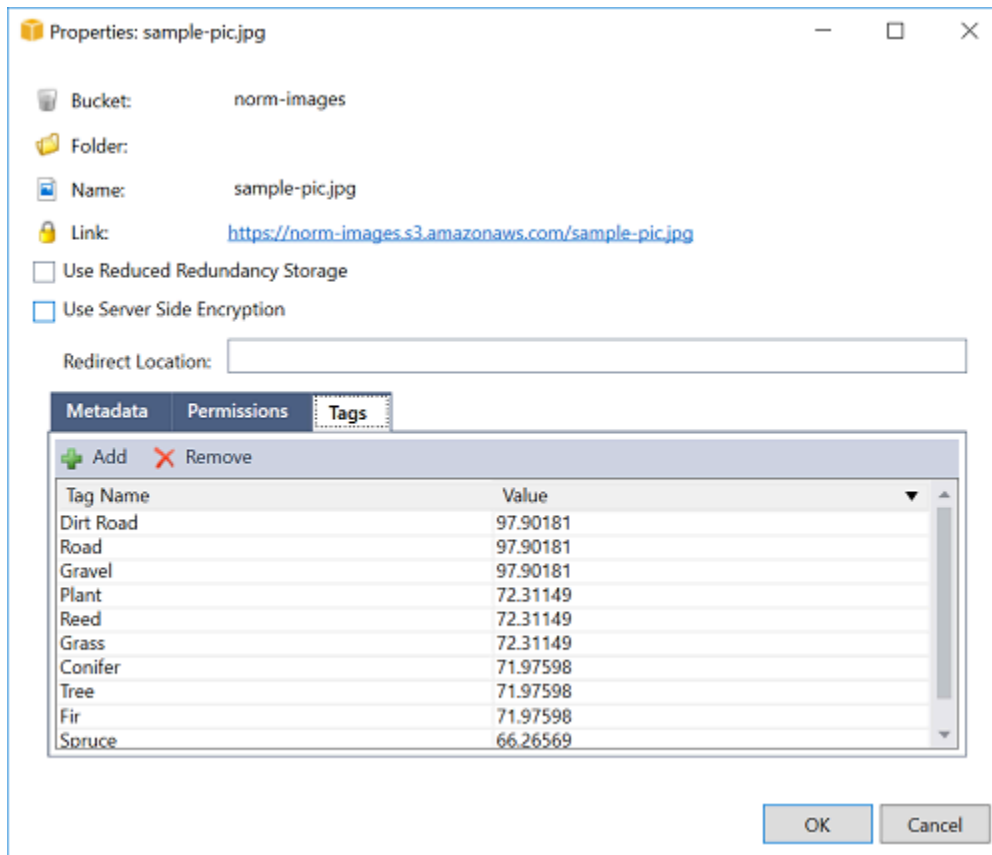 Properties: sample-pic.jpg
Bucket: norm-images
Folder:
Name: sample-pic.jpg
Link: https://norm-images.s3.amazonaws.com/sample-pic.jpg
Use Reduced Redundancy Storage
Use Server Side Encryption
Redirect Location:
Metadata Permissions Tags
Add Remove
Tag Name Value
Dirt Road 97.90181
Road 97.90181
Gravel 97.90181
Plant 72.31149
Reed 72.31149
Grass 72.31149
Conifer 71.97598
Tree 71.97598
Fir 71.97598
Spruce 66.26569
OK Cancel